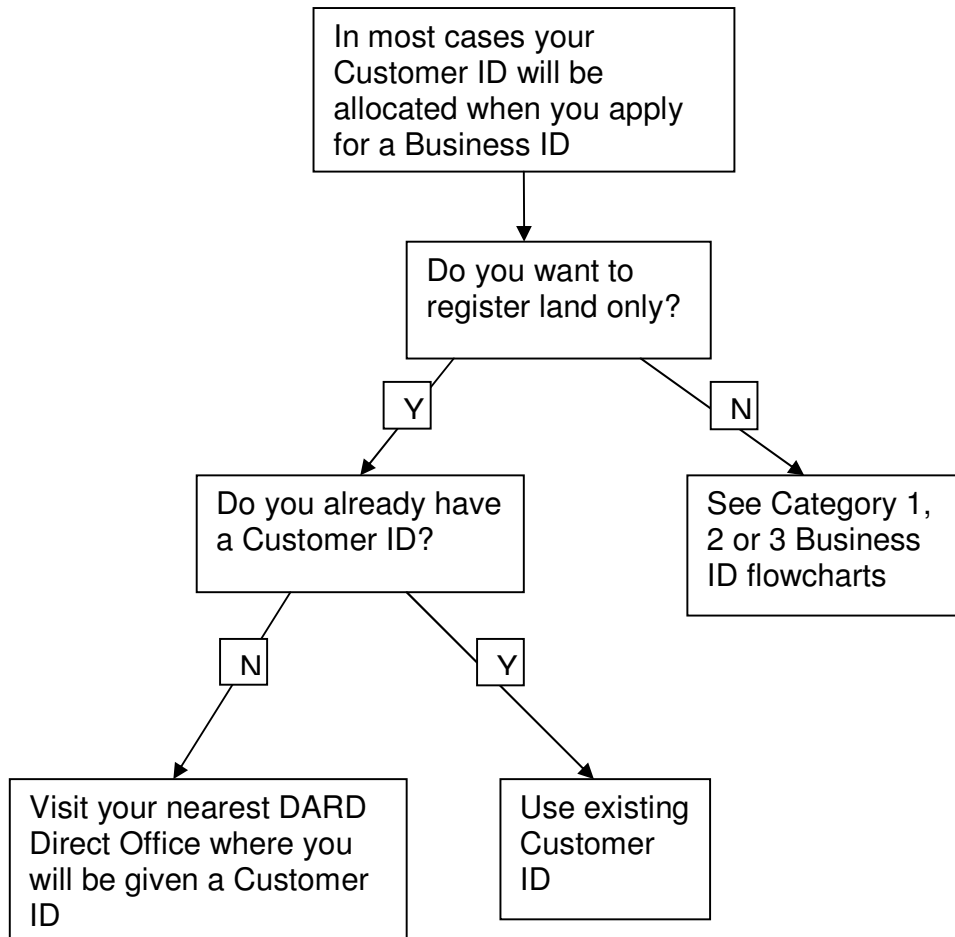 In most cases your
Customer ID will be
allocated when you apply
for a Business ID
Do you want to
register land only?
Y
N
Do you already have
a Customer ID?
See Category 1,
2 or 3 Business
ID flowcharts
N
Y
Visit your nearest DARD
Direct Office where you
will be given a Customer
ID
Use existing
Customer
ID